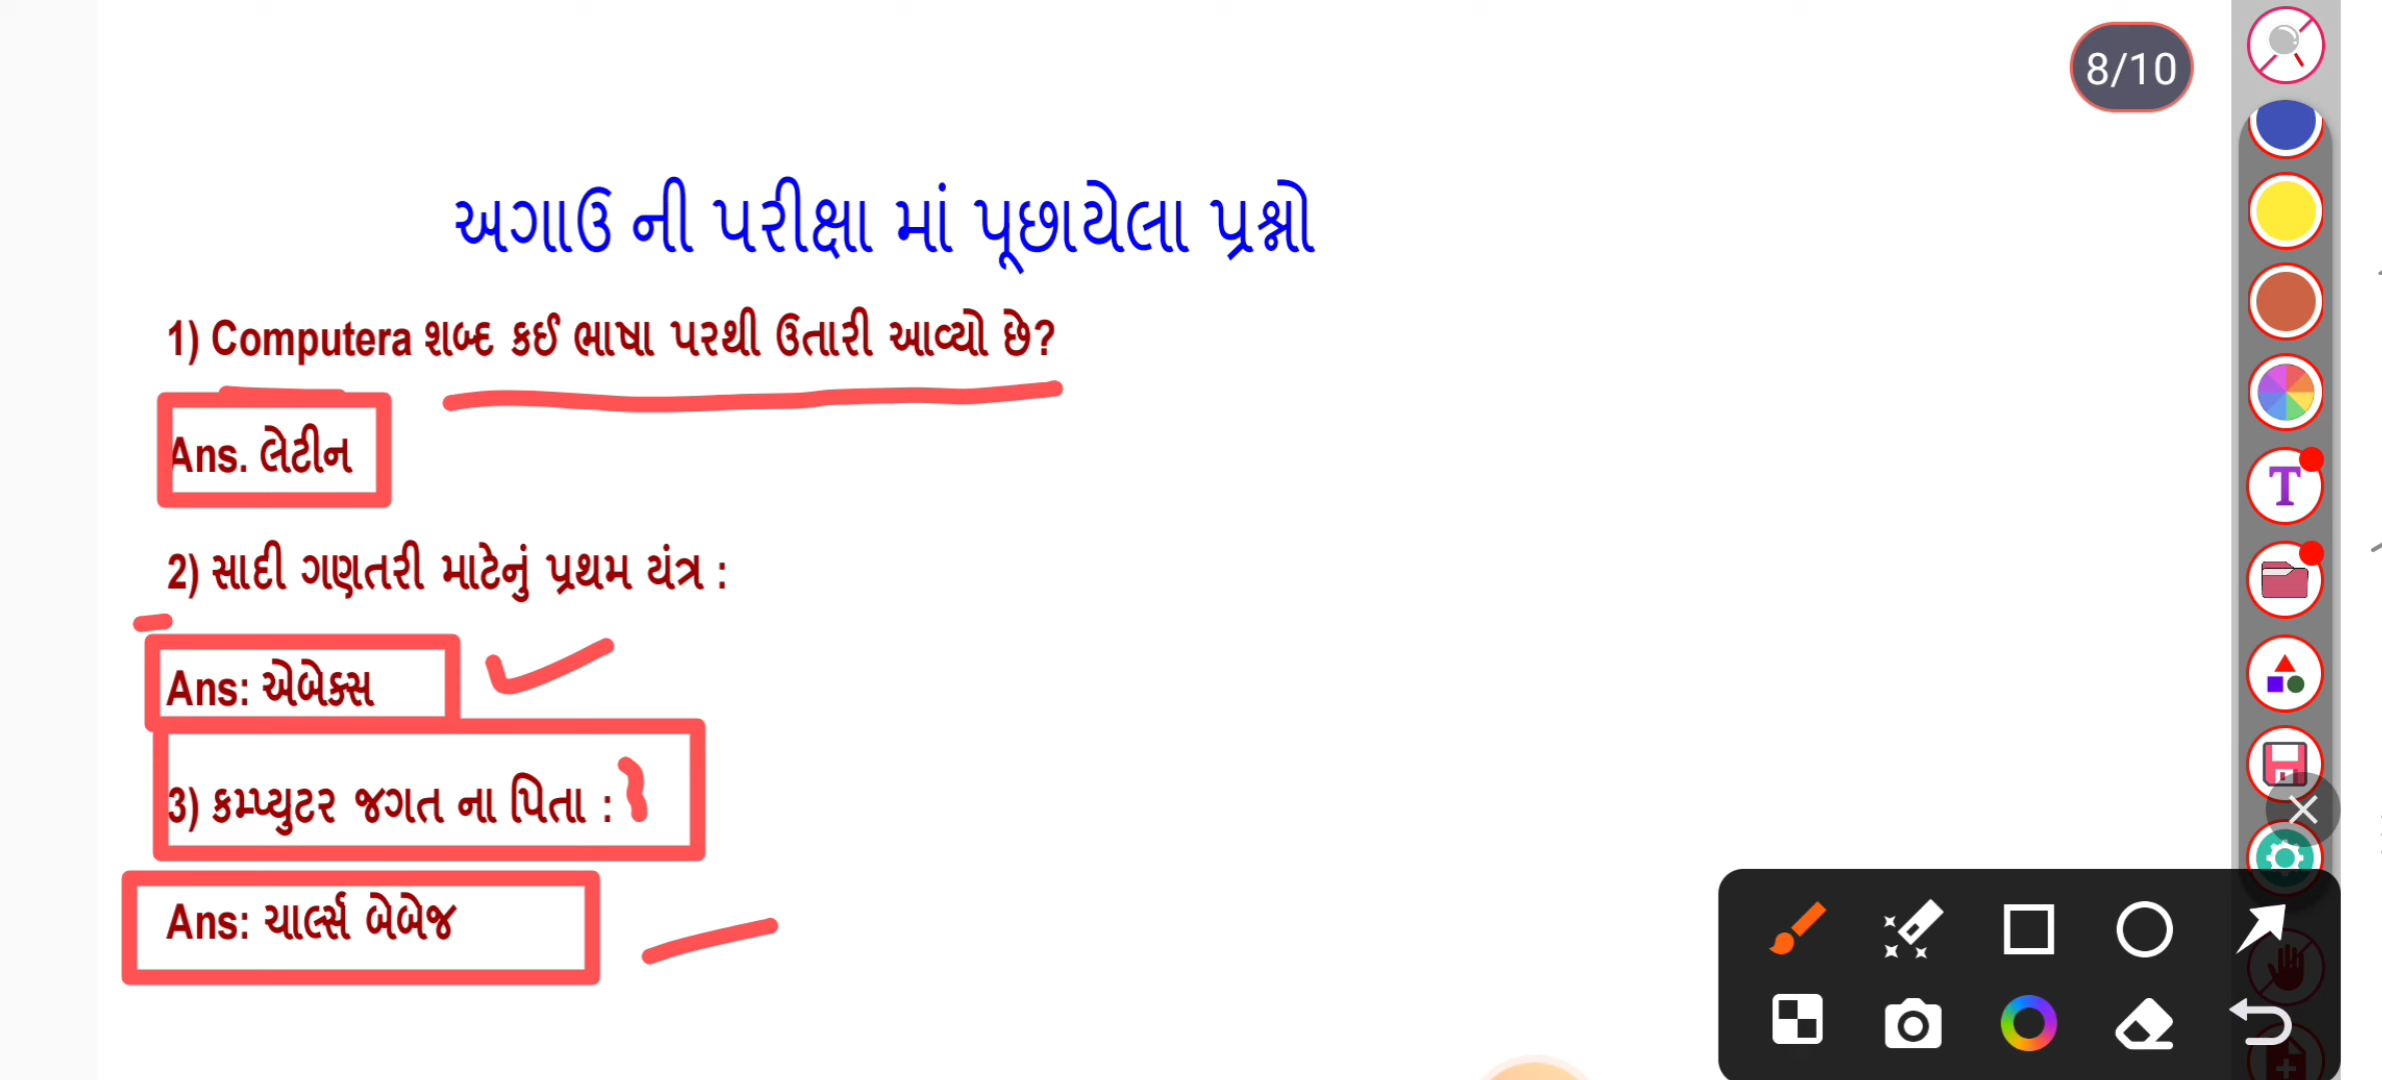 8/10
અગાઉ ની પરીક્ષા માં પૂછાયેલા પ્રશ્નો
1) Computera શબ્દ કઈ ભાષા પરથી ઉતારી આવ્યો છે?
Ans. લેટીન
2) સાદી ગણતરી માટેનું પ્રથમ યંત્ર :
Ans: એબેક્સ
3) કમ્પ્યુટર જગત ના પિતા :
Ans: ચાર્લ્સ બેબેજ
T